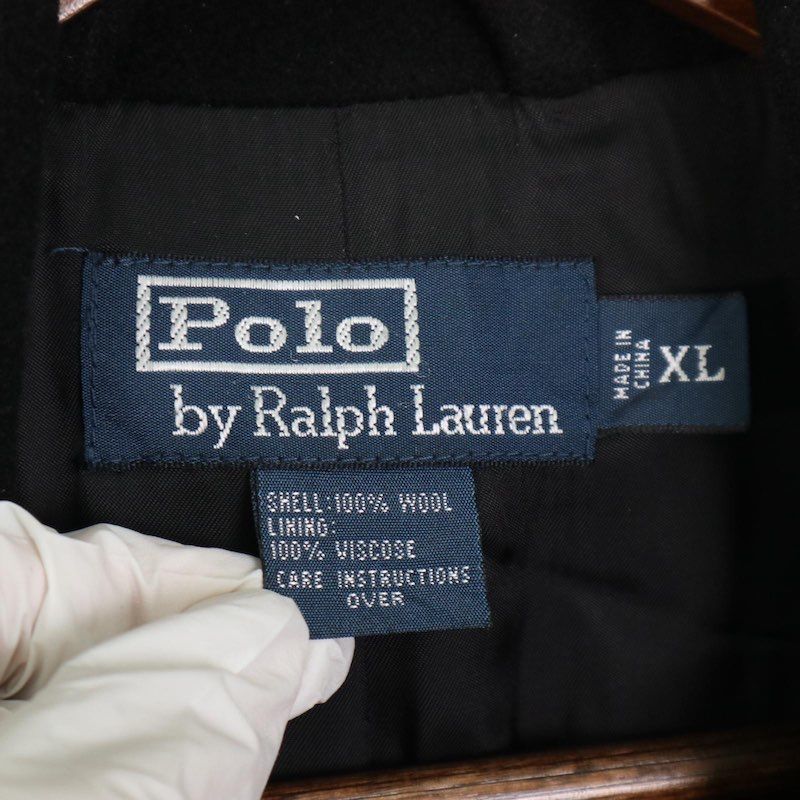 Polo
by Ralph Lauren
MADE IN
CHINA
XL
SHELL:100% WOOL
LINING:
100% VISCOSE
CARE INSTRUCTIONS
OVER